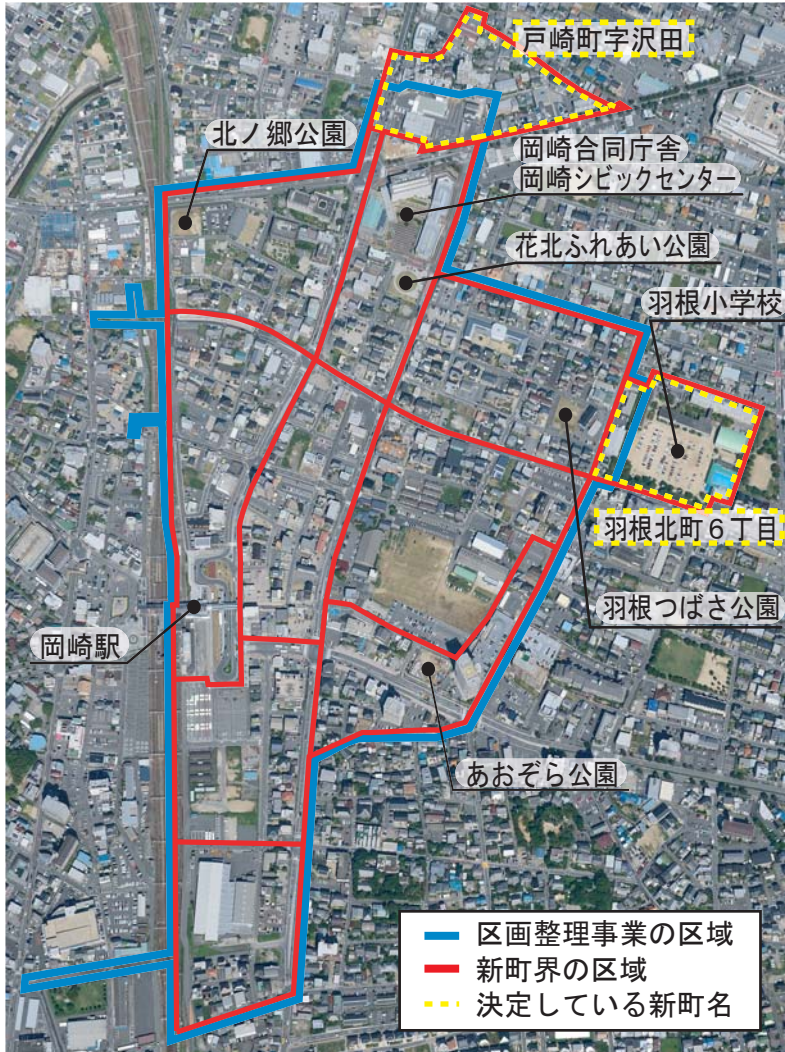 戸崎町字沢田
北ノ郷公園
岡崎合同庁舎
岡崎シビックセンター
花北ふれあい公園
羽根小学校
羽根北町6丁目
羽根つばさ公園
岡崎駅
あおぞら公園
区画整理事業の区域
新町界の区域
決定している新町名